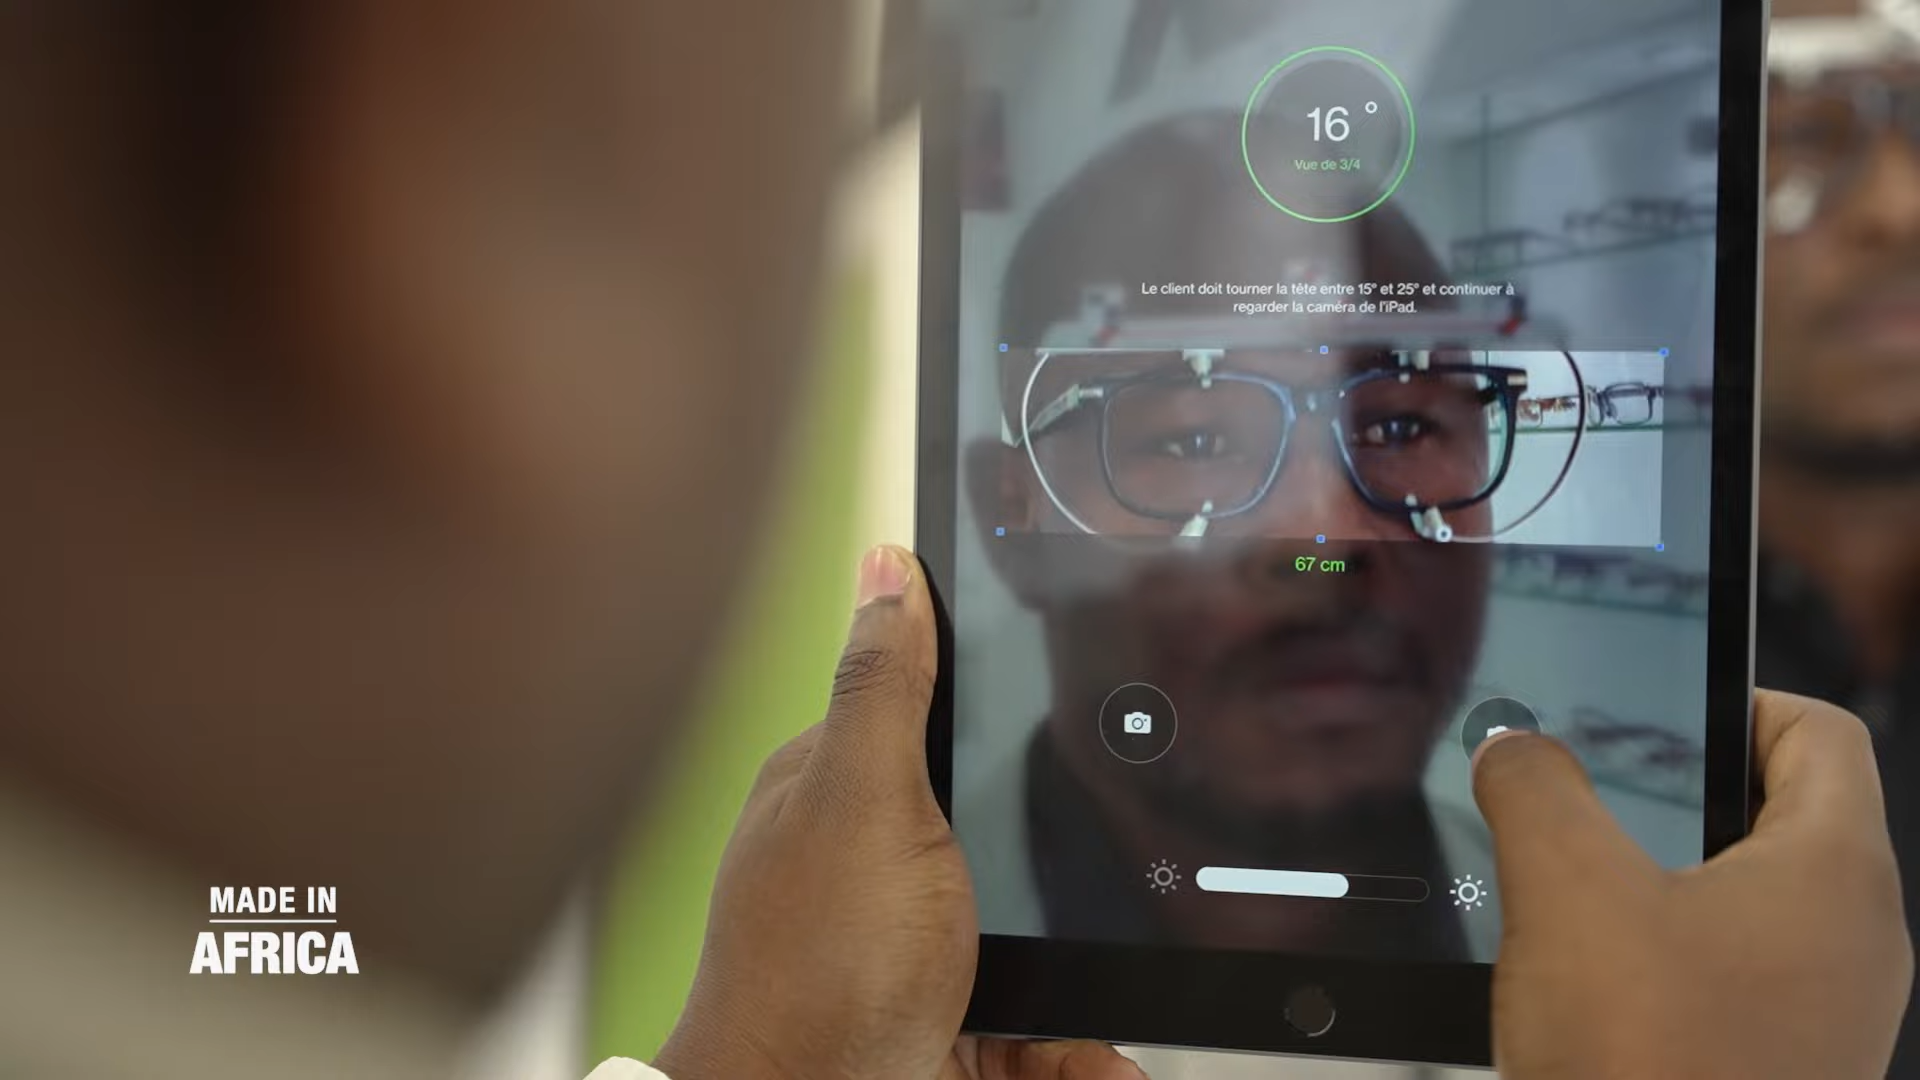 16 °
Vue de 3/4
Le client doit tourner la tête entre 15° et 25° et continuer à
regarder la caméra de l'iPad.
67 cm
MADE IN
AFRICA